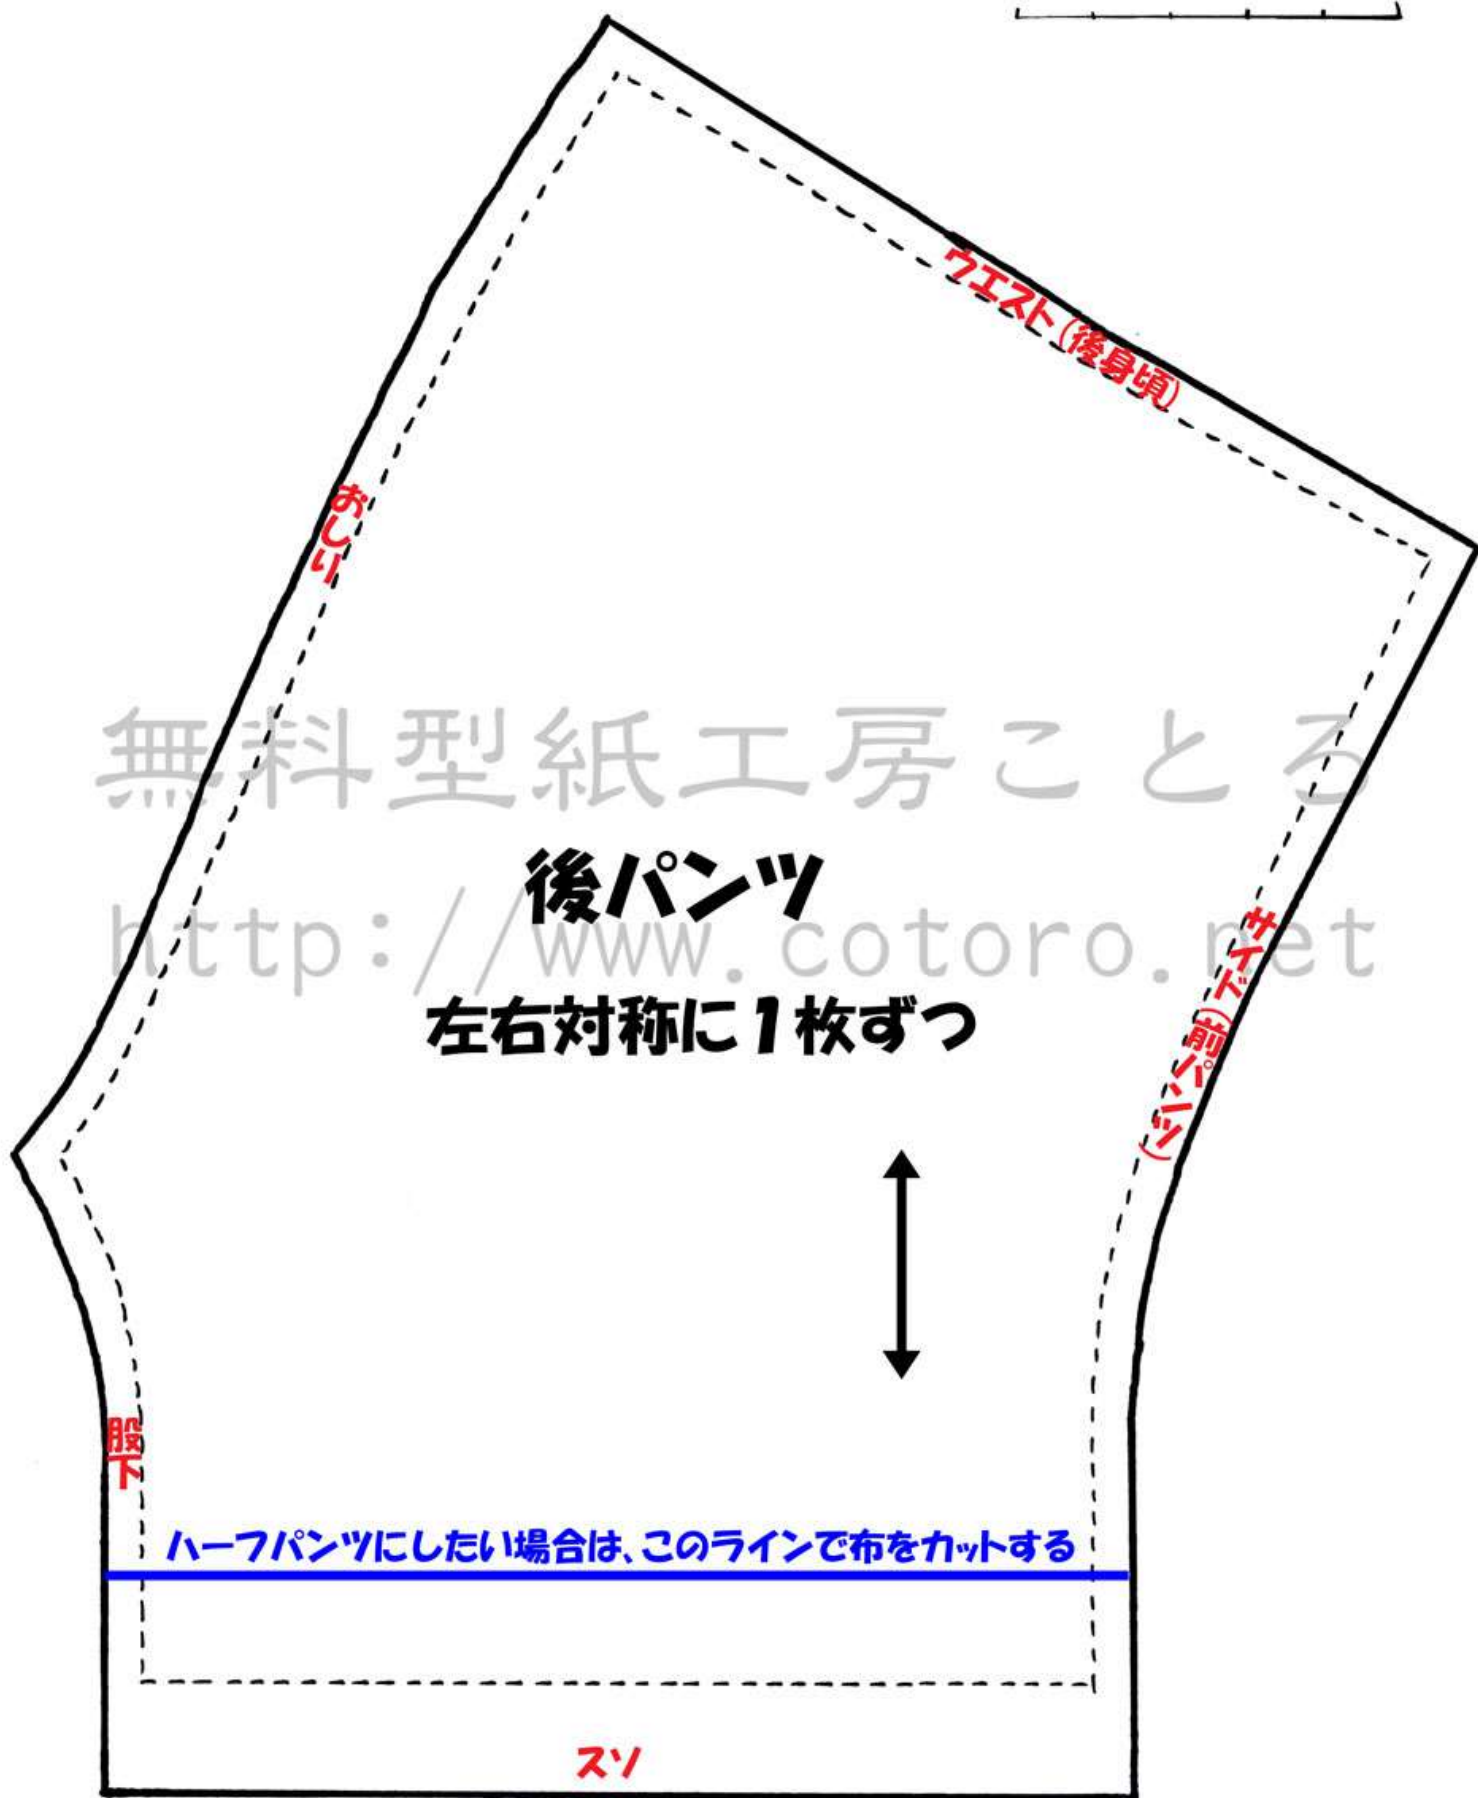 ウエスト(後身頃)
おしり
無料型紙工房ことろ
後パンツ
http://www.cotoro.net
サイド(前パンツ)
左右対称に1枚ずつ
股下
ハーフパンツにしたい場合は、このラインで布をカットする
スソ